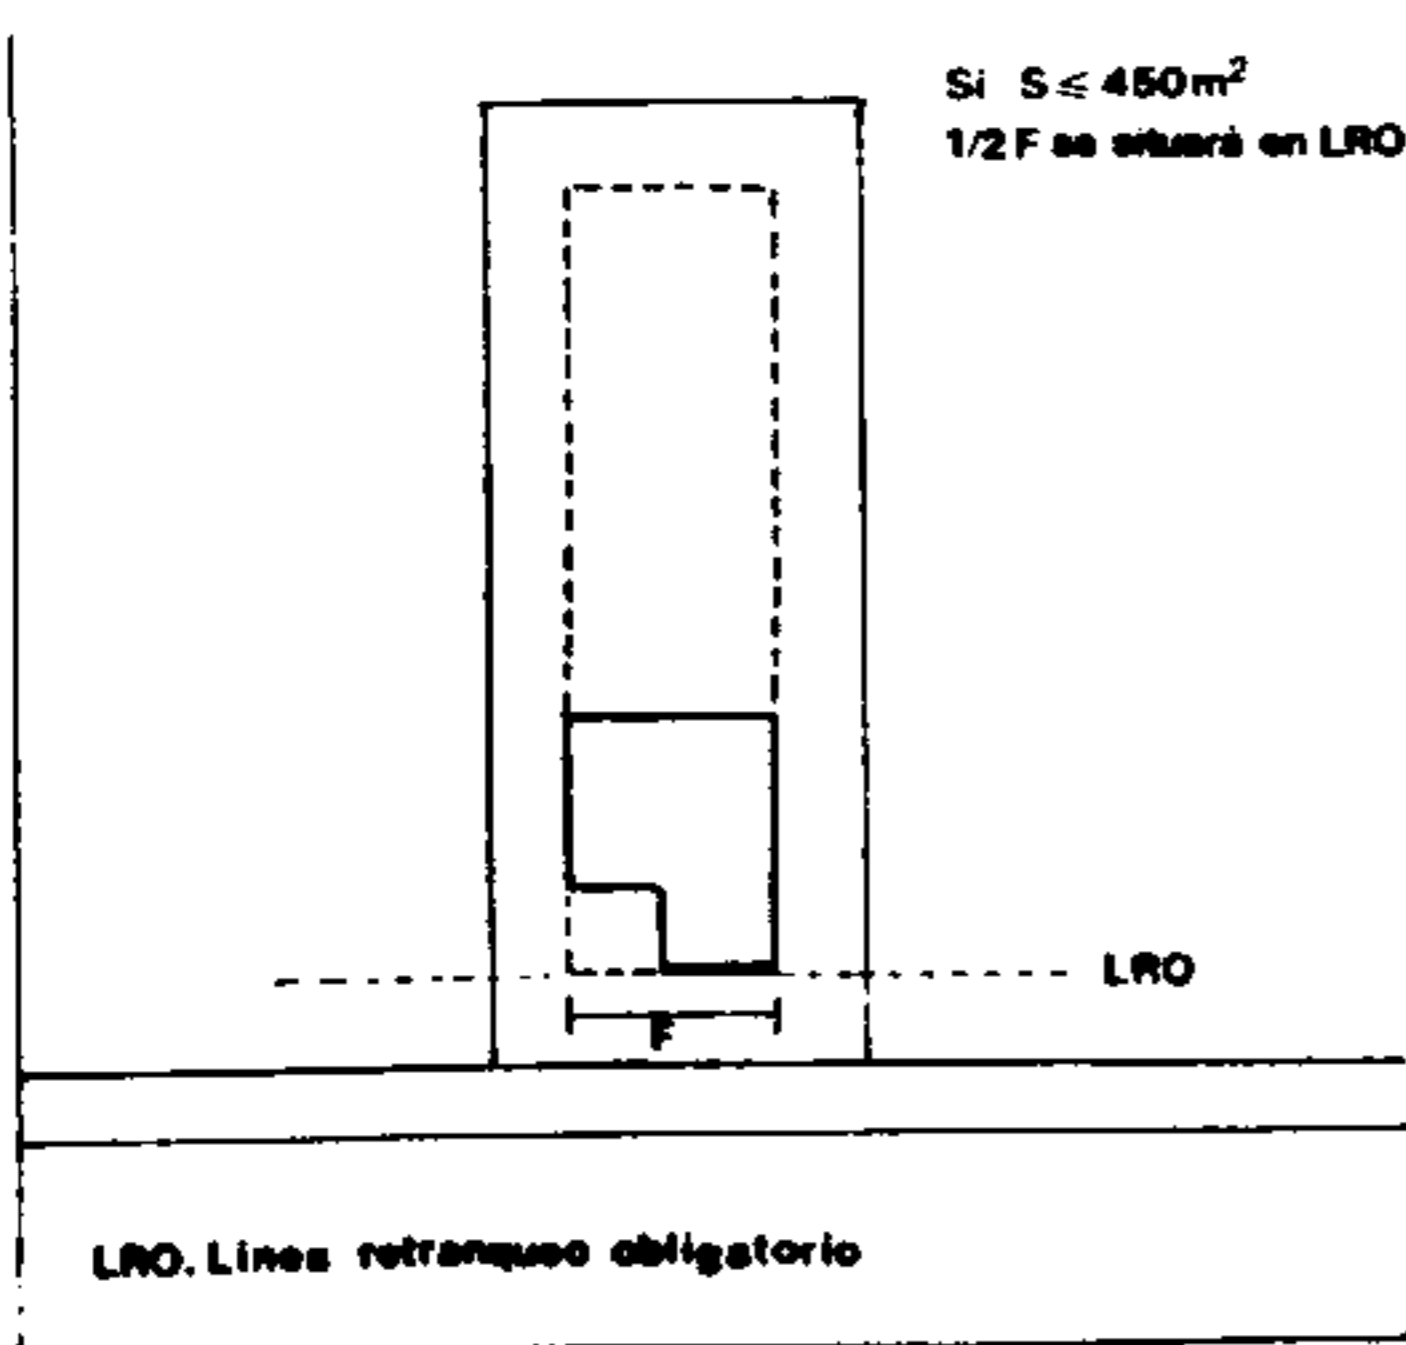 Si S ≤ 450 m²
1/2 F se situará en LRO
LRO
F
LRO. Linea retranqueo obligatorio